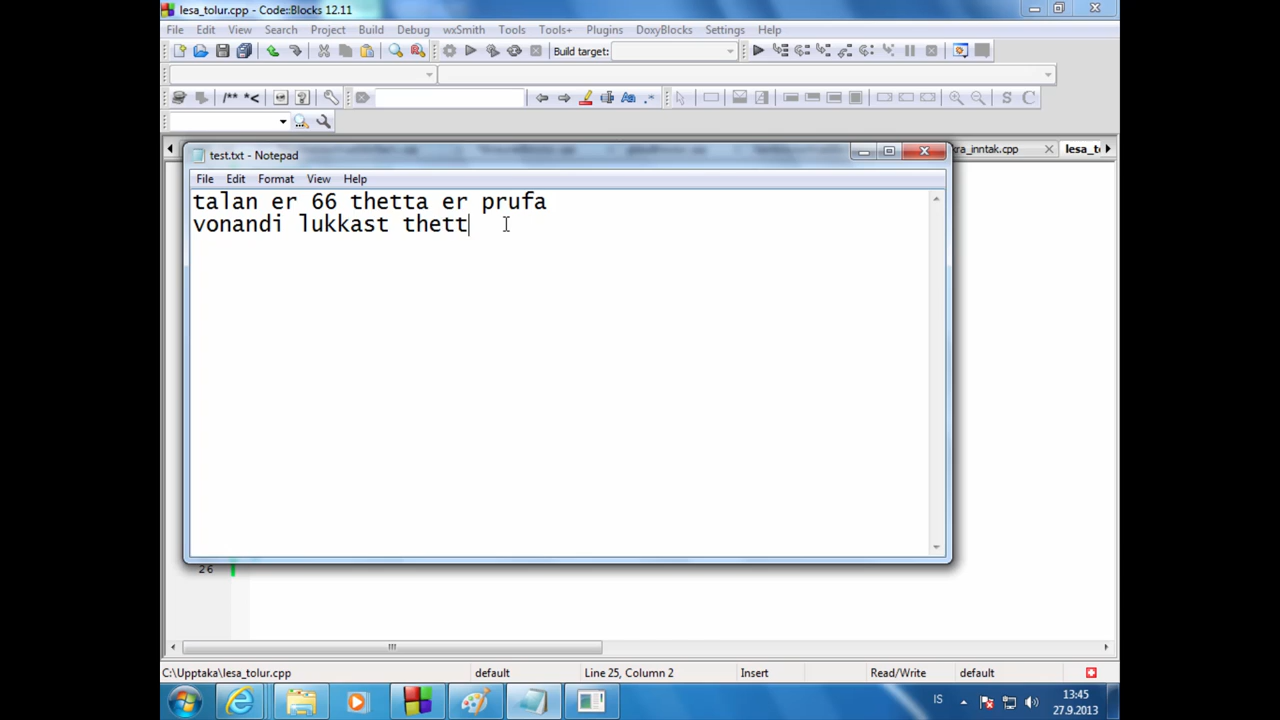 lesa_tolur.cpp - Code::Blocks 12.11
File Edit View Search Project Build Debug wxSmith Tools Tools+ Plugins DoxyBlocks Settings Help
Build target:
/** *<
Aa .*
S C
test.txt - Notepad
kra_inntak.cpp
lesa_to
File Edit Format View Help
talan er 66 thetta er prufa
vonandi lukkast thett
26
C:\Upptaka\lesa_tolur.cpp default Line 25, Column 2 Insert Read/Write default
IS
13:45
27.9.2013